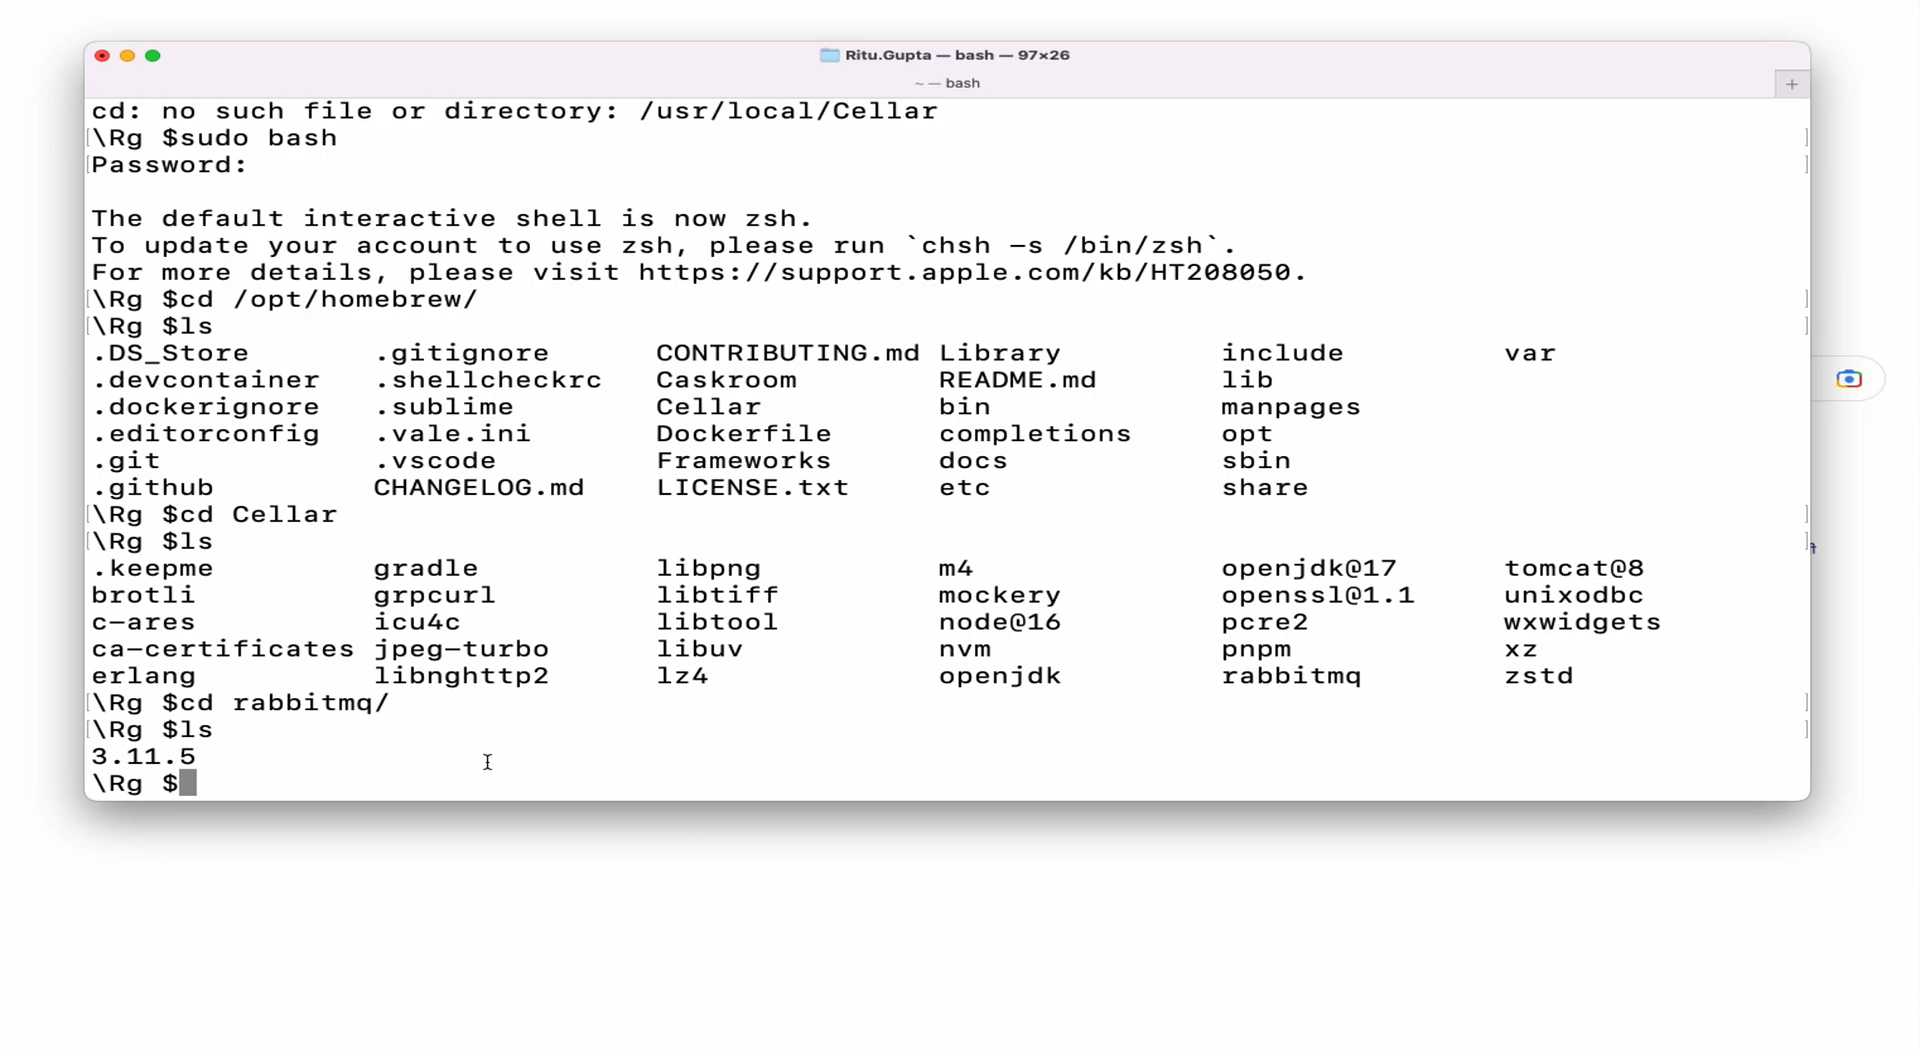 Ritu.Gupta — bash — 97×26
~ — bash
cd: no such file or directory: /usr/local/Cellar
\Rg $sudo bash
Password:
The default interactive shell is now zsh.
To update your account to use zsh, please run `chsh -s /bin/zsh`.
For more details, please visit https://support.apple.com/kb/HT208050.
\Rg $cd /opt/homebrew/
\Rg $ls
.DS_Store .gitignore CONTRIBUTING.md Library include var
.devcontainer .shellcheckrc Caskroom README.md lib
.dockerignore .sublime Cellar bin manpages
.editorconfig .vale.ini Dockerfile completions opt
.git .vscode Frameworks docs sbin
.github CHANGELOG.md LICENSE.txt etc share
\Rg $cd Cellar
\Rg $ls
.keepme gradle libpng m4 openjdk@17 tomcat@8
brotli grpcurl libtiff mockery openssl@1.1 unixodbc
c-ares icu4c libtool node@16 pcre2 wxwidgets
ca-certificates jpeg-turbo libuv nvm pnpm xz
erlang libnghttp2 lz4 openjdk rabbitmq zstd
\Rg $cd rabbitmq/
\Rg $ls
3.11.5
\Rg $